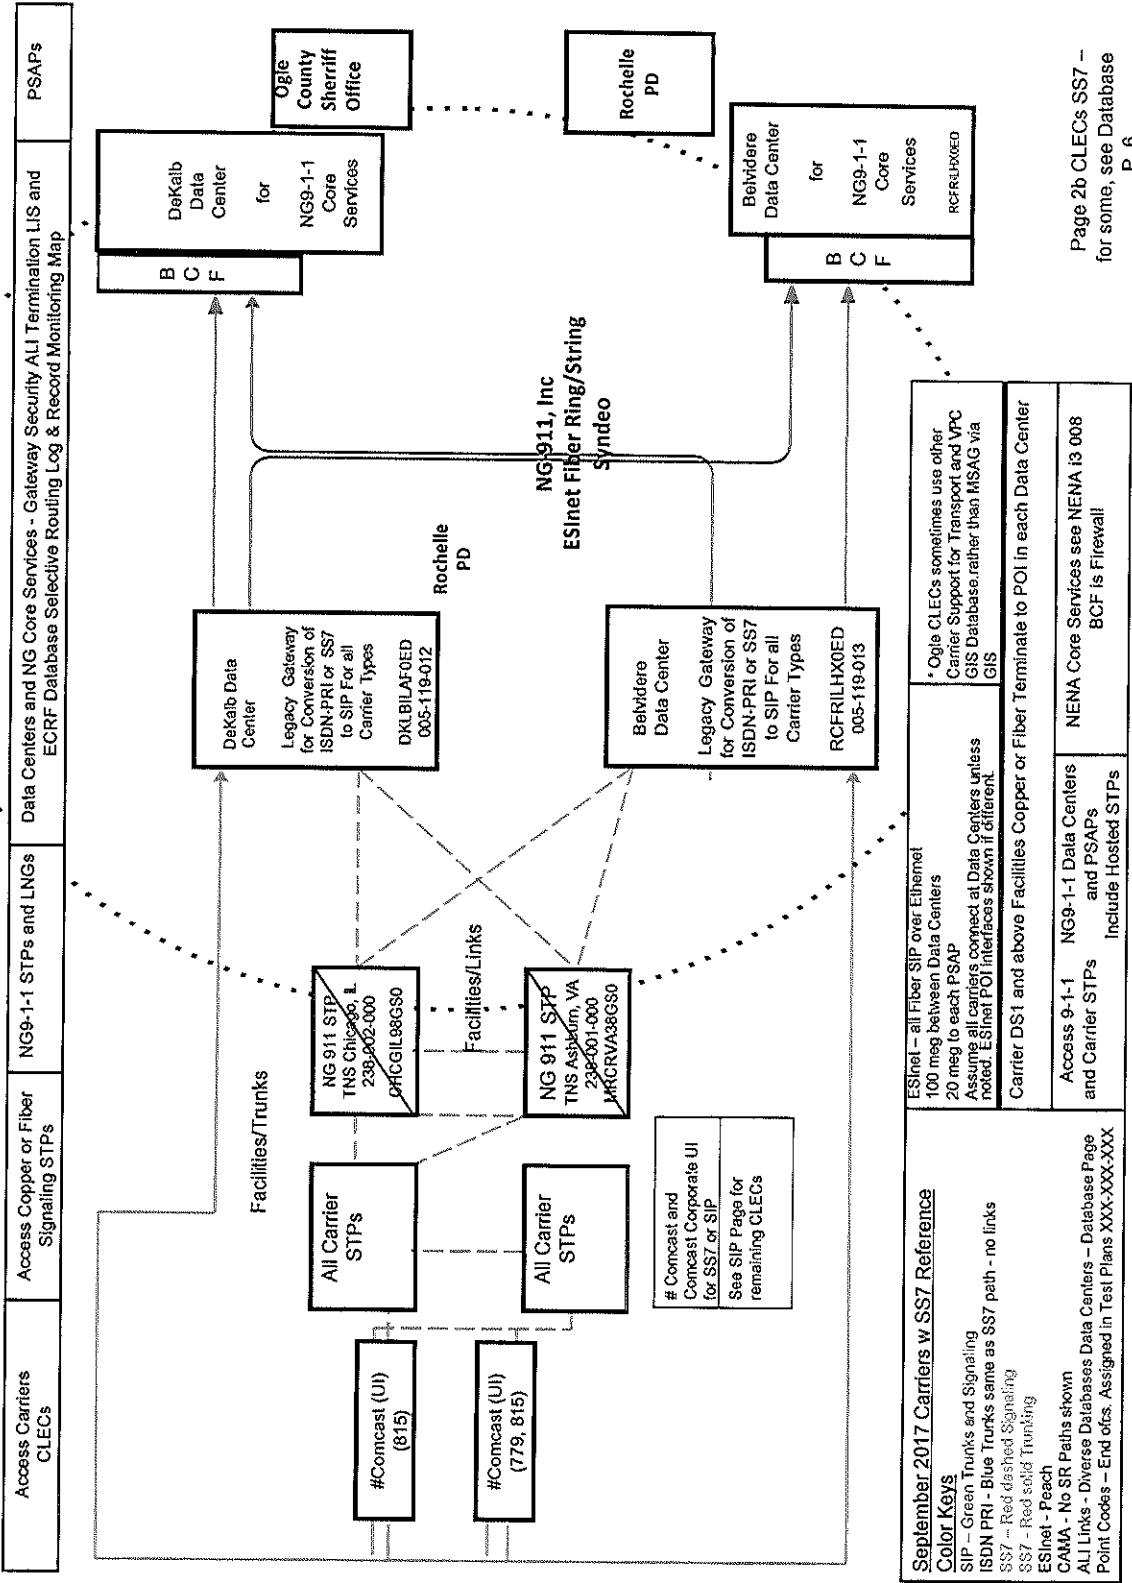 Access Carriers
CLECs
Access Copper or Fiber
Signaling STPs
NG9-1-1 STPs and LNGs
Data Centers and NG Core Services - Gateway Security ALI Termination LIS and
ECRF Database Selective Routing Log & Record Monitoring Map
PSAPs
Facilities/Trunks
#Comcast (UI)
(815)
#Comcast (UI)
(779, 815)
All Carrier
STPs
All Carrier
STPs
NG 911 STP
TNS Chicago, IL
238-002-000
CHCGIL98GS0
Facilities/Links
NG 911 STP
TNS Ashburn, VA
238-001-000
MRCRVA38GS0
# Comcast and
Comcast Corporate UI
for SS7 or SIP
See SIP Page for
remaining CLECs
DeKalb Data
Center
Legacy Gateway
for Conversion of
ISDN-PRI or SS7
to SIP For all
Carrier Types
DKLBILAF0ED
005-119-012
Rochelle
PD
Belvidere
Data Center
Legacy Gateway
for Conversion of
ISDN-PRI or SS7
to SIP For all
Carrier Types
RCFRILHX0ED
005-119-013
NG-911, Inc
ESInet Fiber Ring/String
Syndeo
B
C
F
DeKalb
Data
Center
for
NG9-1-1
Core
Services
Ogle
County
Sherriff
Office
Rochelle
PD
B
C
F
Belvidere
Data Center
for
NG9-1-1
Core
Services
RCFRILHX0ED
September 2017 Carriers w SS7 Reference
Color Keys
SIP – Green Trunks and Signaling
ISDN PRI - Blue Trunks same as SS7 path - no links
SS7 – Red dashed Signaling
SS7 - Red solid Trunking
ESInet - Peach
CAMA - No SR Paths shown
ALI Links - Diverse Databases Data Centers – Database Page
Point Codes – End ofcs. Assigned in Test Plans XXX-XXX-XXX
ESInet – all Fiber SIP over Ethernet
100 meg between Data Centers
20 meg to each PSAP
Assume all carriers connect at Data Centers unless
noted. ESInet POI interfaces shown if different.
* Ogle CLECs sometimes use other
Carrier Support for Transport and VPC
GIS Database.rather than MSAG via
GIS
Carrier DS1 and above Facilities Copper or Fiber Terminate to POI in each Data Center
Access 9-1-1
and Carrier STPs
NG9-1-1 Data Centers
and PSAPs
Include Hosted STPs
NENA Core Services see NENA i3 008
BCF is Firewall
Page 2b CLECs SS7 –
for some, see Database
P. 6